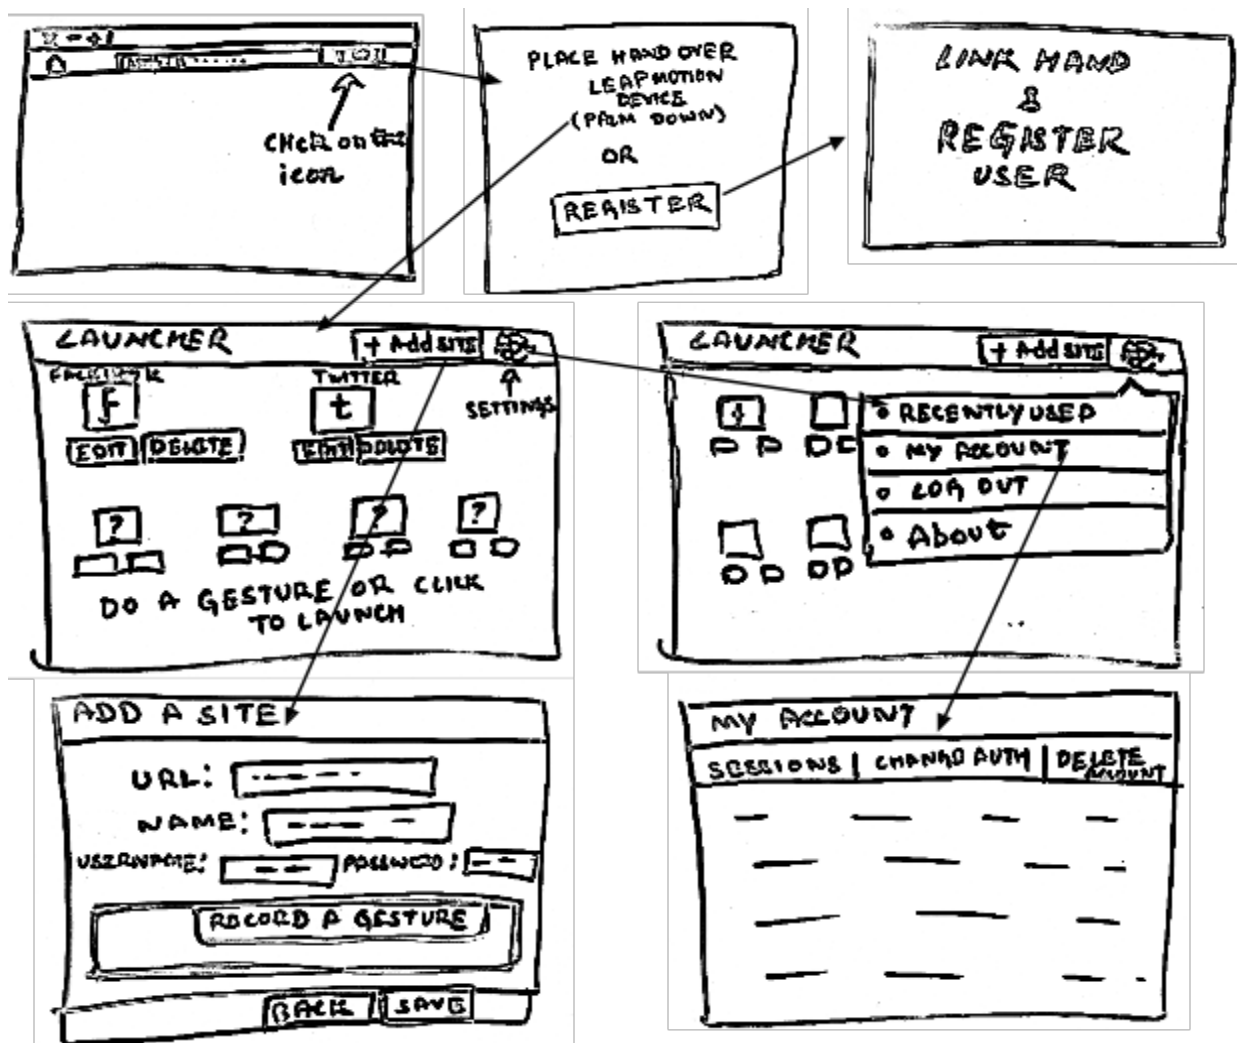 Click on the
icon
PLACE HAND OVER
LEAP MOTION
DEVICE
(PALM DOWN)
OR
REGISTER
LINK HAND
&
REGISTER
USER
LAUNCHER
+ Add SITE
FACEBOOK
TWITTER
SETTINGS
f
t
EDIT DELETE
EDIT DELETE
? ? ? ?
DO A GESTURE OR CLICK
TO LAUNCH
LAUNCHER
+ Add SITE
RECENTLY USED
MY ACCOUNT
LOG OUT
About
ADD A SITE
URL:
NAME:
USERNAME: PASSWORD:
RECORD A GESTURE
BACK SAVE
MY ACCOUNT
SESSIONS | CHANGE AUTH | DELETE
ACCOUNT